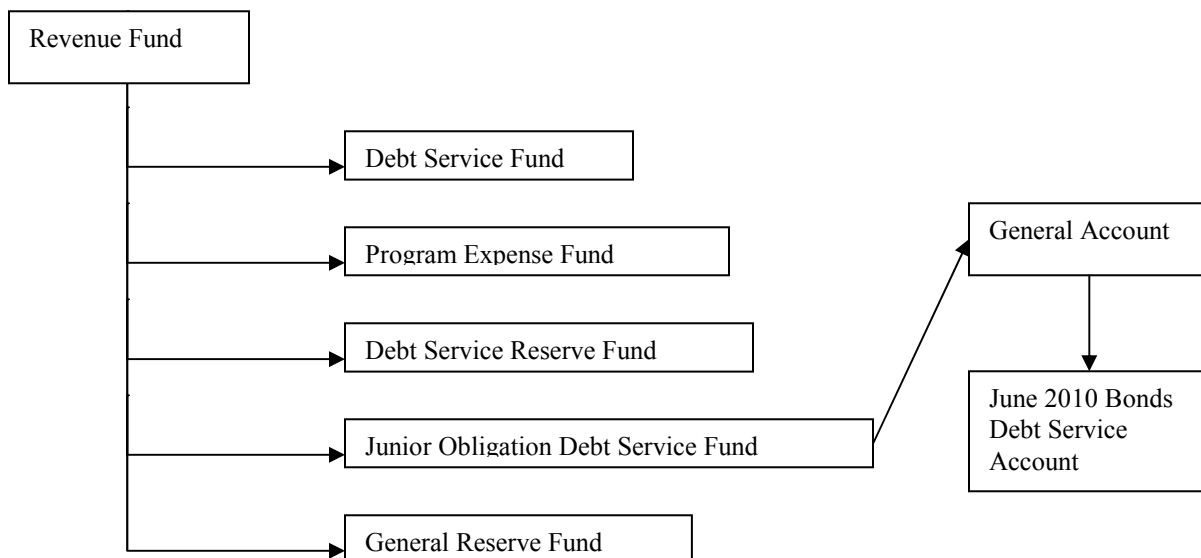 Revenue Fund
Debt Service Fund
Program Expense Fund
Debt Service Reserve Fund
Junior Obligation Debt Service Fund
General Reserve Fund
General Account
June 2010 Bonds
Debt Service
Account